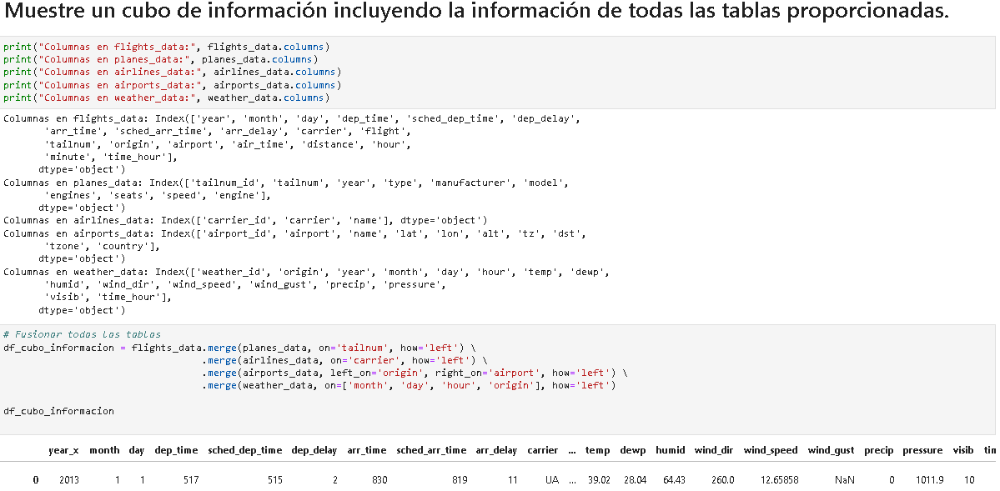 Muestre un cubo de información incluyendo la información de todas las tablas proporcionadas.
print("Columnas en flights_data:", flights_data.columns)
print("Columnas en planes_data:", planes_data.columns)
print("Columnas en airlines_data:", airlines_data.columns)
print("Columnas en airports_data:", airports_data.columns)
print("Columnas en weather_data:", weather_data.columns)
Columnas en flights_data: Index(['year', 'month', 'day', 'dep_time', 'sched_dep_time', 'dep_delay',
'arr_time', 'sched_arr_time', 'arr_delay', 'carrier', 'flight',
'tailnum', 'origin', 'airport', 'air_time', 'distance', 'hour',
'minute', 'time_hour'],
dtype='object')
Columnas en planes_data: Index(['tailnum_id', 'tailnum', 'year', 'type', 'manufacturer', 'model',
'engines', 'seats', 'speed', 'engine'],
dtype='object')
Columnas en airlines_data: Index(['carrier_id', 'carrier', 'name'], dtype='object')
Columnas en airports_data: Index(['airport_id', 'airport', 'name', 'lat', 'lon', 'alt', 'tz', 'dst',
'tzone', 'country'],
dtype='object')
Columnas en weather_data: Index(['weather_id', 'origin', 'year', 'month', 'day', 'hour', 'temp', 'dewp',
'humid', 'wind_dir', 'wind_speed', 'wind_gust', 'precip', 'pressure',
'visib', 'time_hour'],
dtype='object')
# Fusionar todas las tablas
df_cubo_informacion = flights_data.merge(planes_data, on='tailnum', how='left') \
.merge(airlines_data, on='carrier', how='left') \
.merge(airports_data, left_on='origin', right_on='airport', how='left') \
.merge(weather_data, on=['month', 'day', 'hour', 'origin'], how='left')
df_cubo_informacion
year_x month day dep_time sched_dep_time dep_delay arr_time sched_arr_time arr_delay carrier ... temp dewp humid wind_dir wind_speed wind_gust precip pressure visib
0 2013 1 1 517 515 2 830 819 11 UA ... 39.02 28.04 64.43 260.0 12.65858 NaN 0 1011.9 10